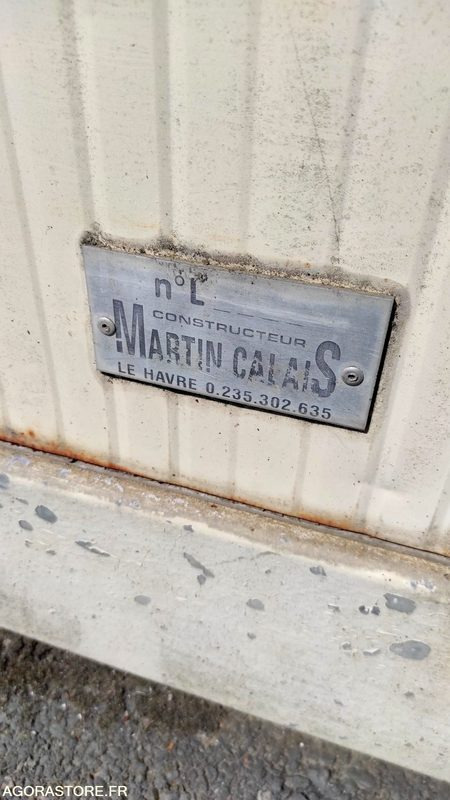 n° L
CONSTRUCTEUR
MARTIN CALAIS
LE HAVRE 0.235.302.635
AGORASTORE.FR